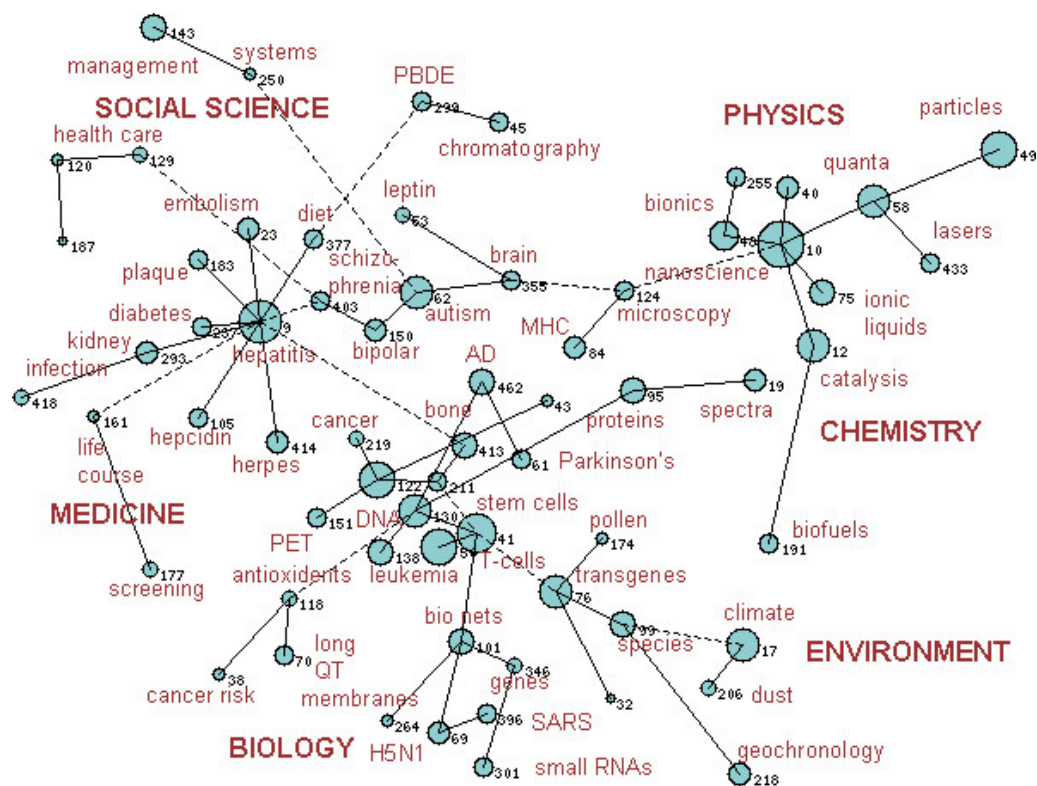 143
systems
management
250
PBDE
SOCIAL SCIENCE
299
PHYSICS
particles
45
health care
129
chromatography
quanta
49
120
255
40
leptin
58
embolism
diet
63
bionics
187
23
377
brain
48
10
lasers
plaque
183
schizo-
433
phrenia
355
nanoscience
62
124
75
ionic
diabetes
403
autism
microscopy
liquids
237
9
150
MHC
kidney
hepatitis
bipolar
84
12
293
AD
catalysis
infection
462
19
418
95
bone
43
proteins
spectra
161
cancer
105
219
413
CHEMISTRY
life
hepcidin
414
61
Parkinson's
course
herpes
122
211
stem cells
MEDICINE
151
DNA
130
pollen
biofuels
PET
41
174
191
138
T-cells
177
antioxidents
leukemia
transgenes
screening
118
76
climate
bio nets
99
long
101
species
17
ENVIRONMENT
70
QT
346
38
genes
206
dust
cancer risk
membranes
32
264
396
SARS
BIOLOGY
H5N1
69
geochronology
301
small RNAs
218